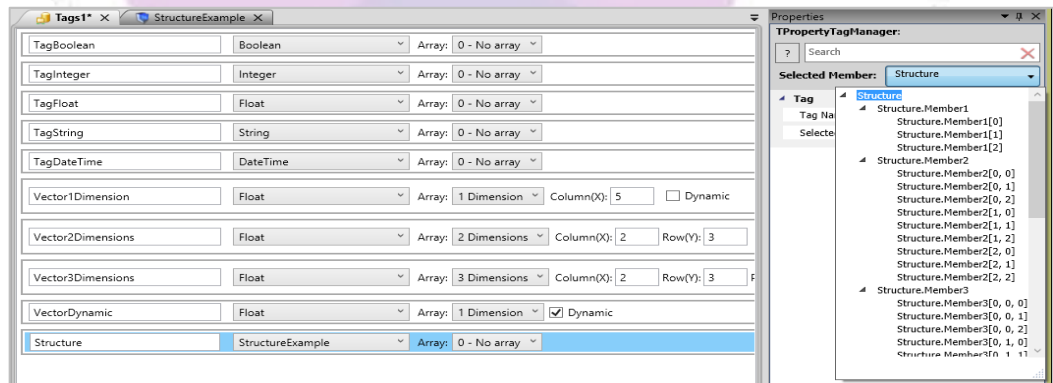 Tags1* X StructureExample X
TagBoolean Boolean Array: 0 - No array
TagInteger Integer Array: 0 - No array
TagFloat Float Array: 0 - No array
TagString String Array: 0 - No array
TagDateTime DateTime Array: 0 - No array
Vector1Dimension Float Array: 1 Dimension Column(X): 5 Dynamic
Vector2Dimensions Float Array: 2 Dimensions Column(X): 2 Row(Y): 3
Vector3Dimensions Float Array: 3 Dimensions Column(X): 2 Row(Y): 3
VectorDynamic Float Array: 1 Dimension Dynamic
Structure StructureExample Array: 0 - No array
Properties
TPropertyTagManager:
? Search
Selected Member: Structure
Tag
Tag Na
Selecte
Structure
Structure.Member1
Structure.Member1[0]
Structure.Member1[1]
Structure.Member1[2]
Structure.Member2
Structure.Member2[0, 0]
Structure.Member2[0, 1]
Structure.Member2[0, 2]
Structure.Member2[1, 0]
Structure.Member2[1, 1]
Structure.Member2[1, 2]
Structure.Member2[2, 0]
Structure.Member2[2, 1]
Structure.Member2[2, 2]
Structure.Member3
Structure.Member3[0, 0, 0]
Structure.Member3[0, 0, 1]
Structure.Member3[0, 0, 2]
Structure.Member3[0, 1, 0]
Structure.Member3[0, 1, 1]